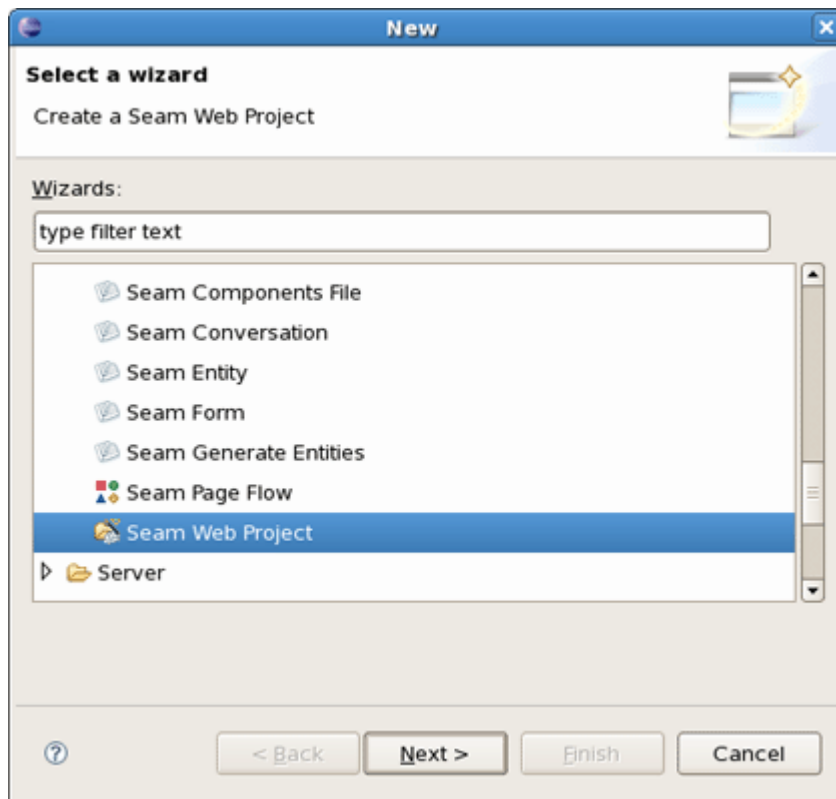 New
Select a wizard
Create a Seam Web Project
Wizards:
type filter text
Seam Components File
Seam Conversation
Seam Entity
Seam Form
Seam Generate Entities
Seam Page Flow
Seam Web Project
Server
< Back Next > Finish Cancel